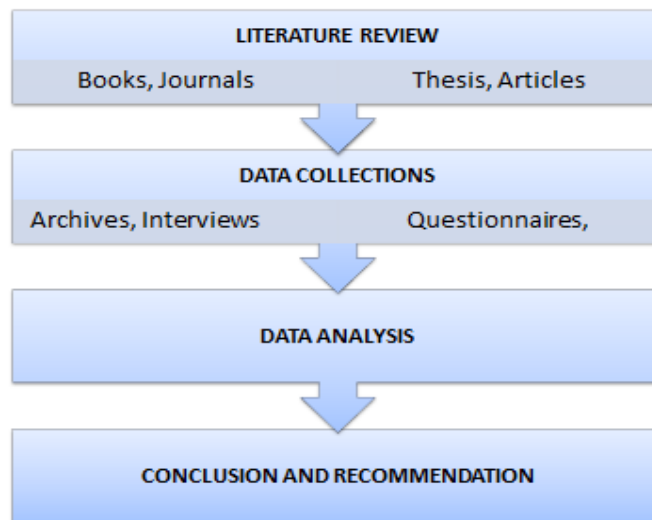 LITERATURE REVIEW
Books, Journals Thesis, Articles
DATA COLLECTIONS
Archives, Interviews Questionnaires,
DATA ANALYSIS
CONCLUSION AND RECOMMENDATION